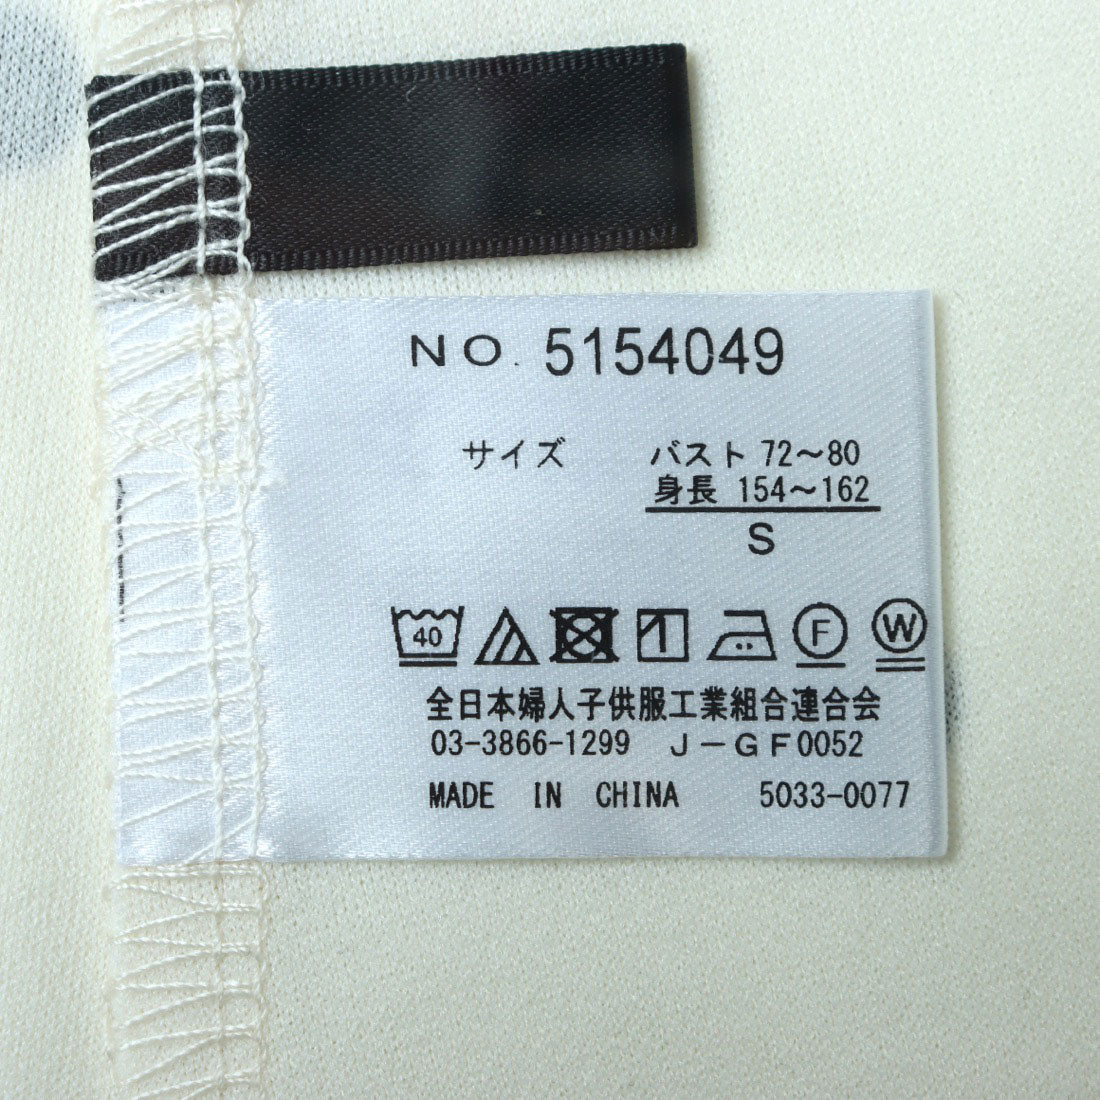 NO. 5154049
サイズ バスト 72～80
身長 154～162
S
40 F W
全日本婦人子供服工業組合連合会
03-3866-1299 J－GF0052
MADE IN CHINA 5033-0077